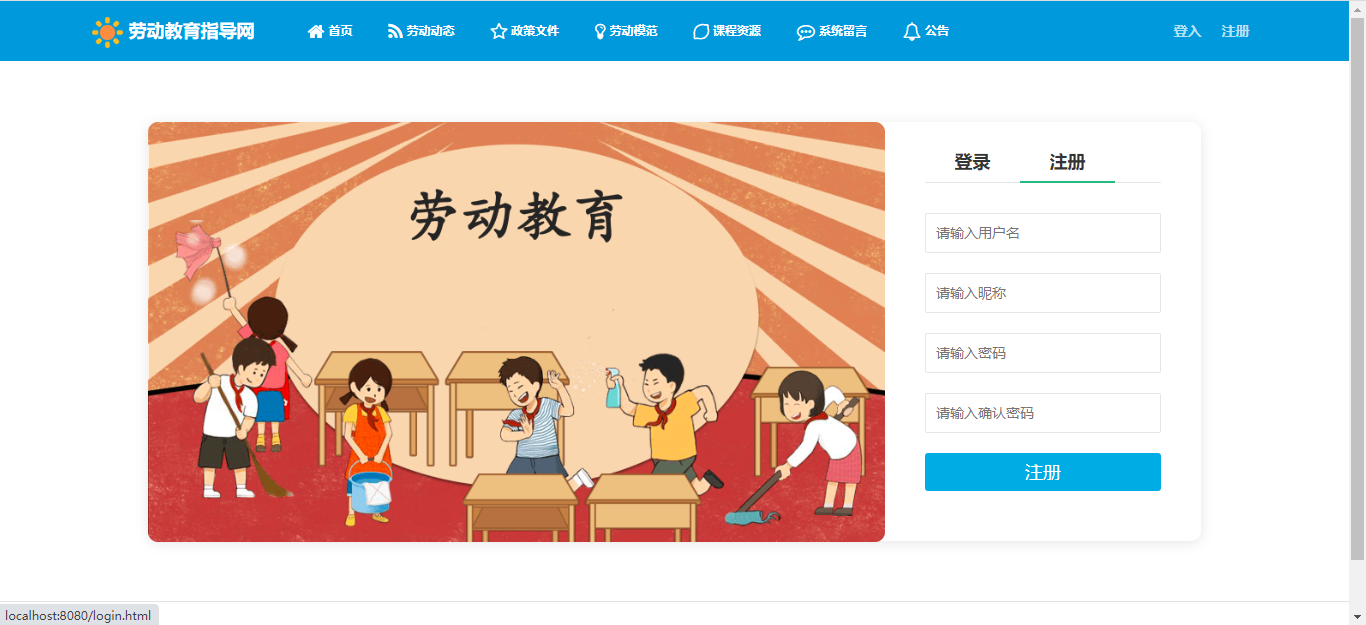 劳动教育指导网 首页 劳动动态 政策文件 劳动模范 课程资源 系统留言 公告 登入 注册
劳动教育
登录 注册
请输入用户名
请输入昵称
请输入密码
请输入确认密码
注册
localhost:8080/login.html